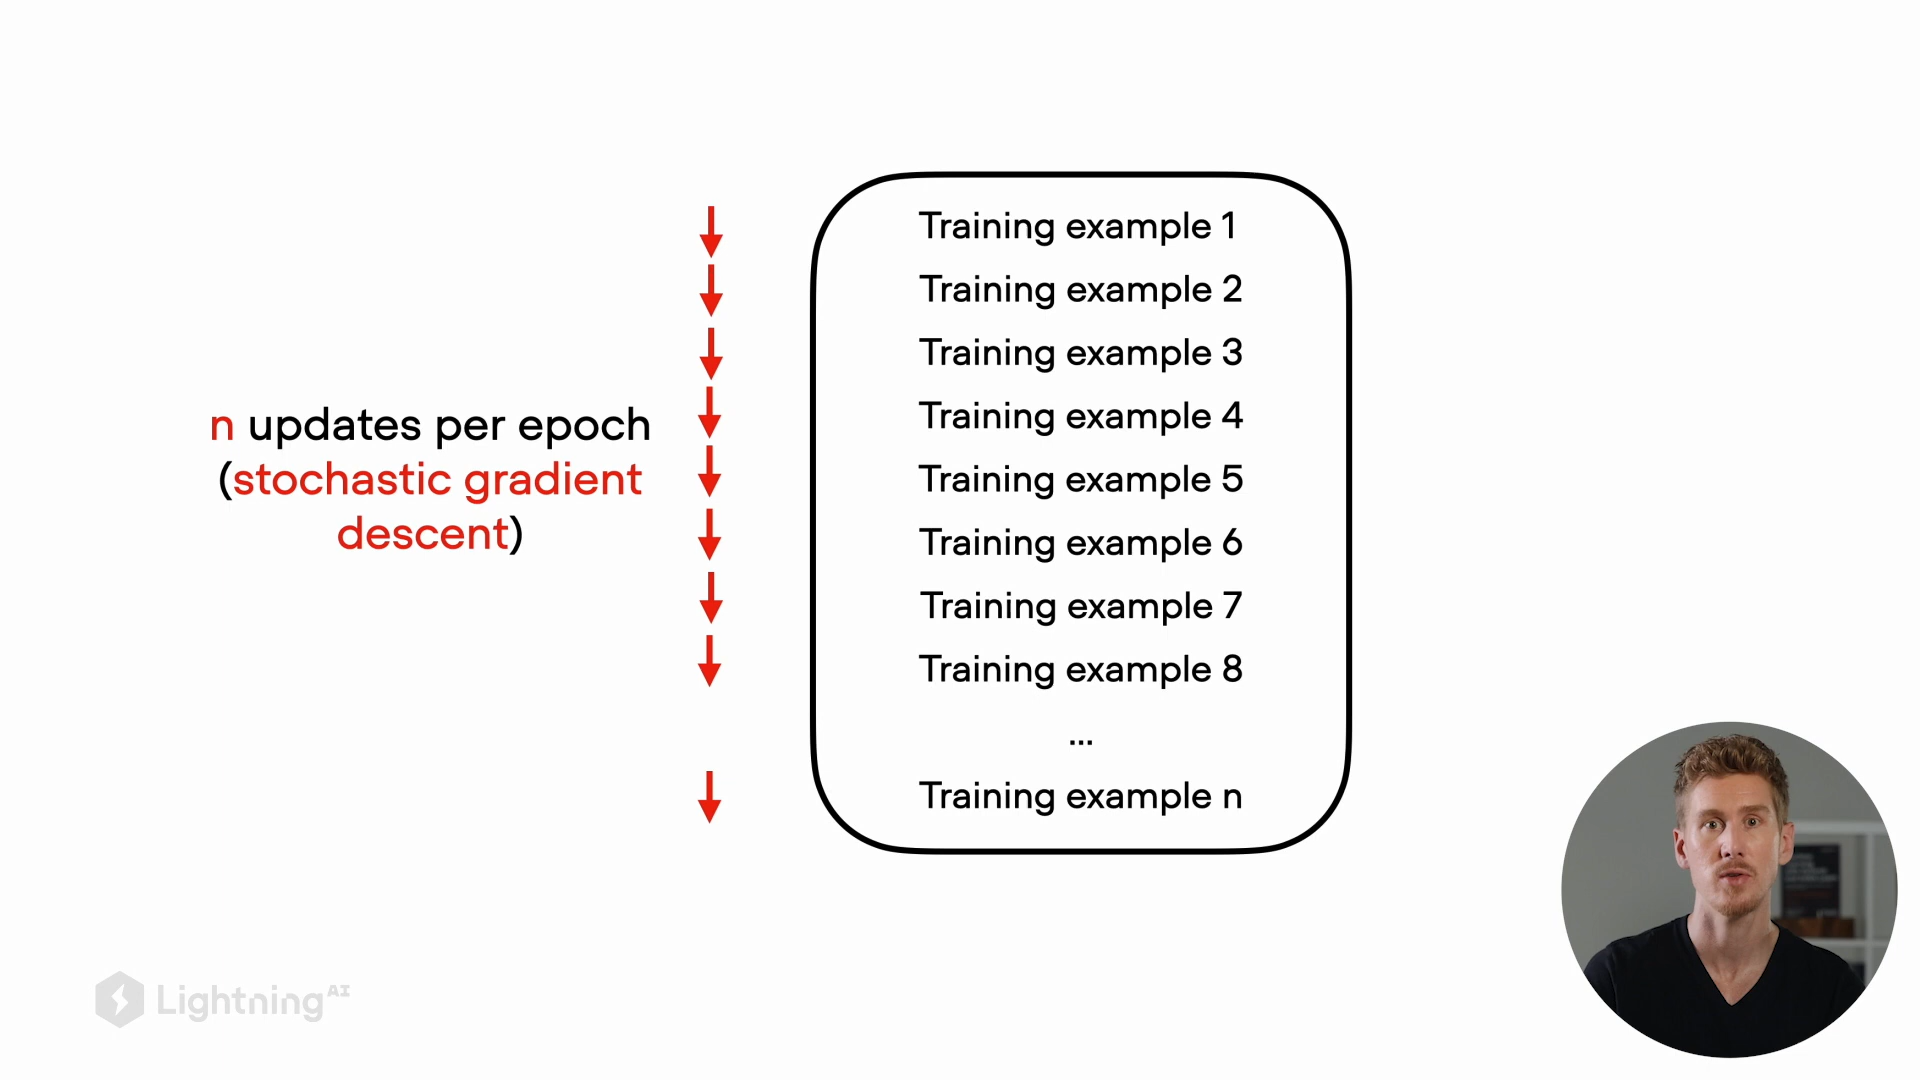 n updates per epoch
(stochastic gradient
descent)
Training example 1
Training example 2
Training example 3
Training example 4
Training example 5
Training example 6
Training example 7
Training example 8
...
Training example n
Lightning AI